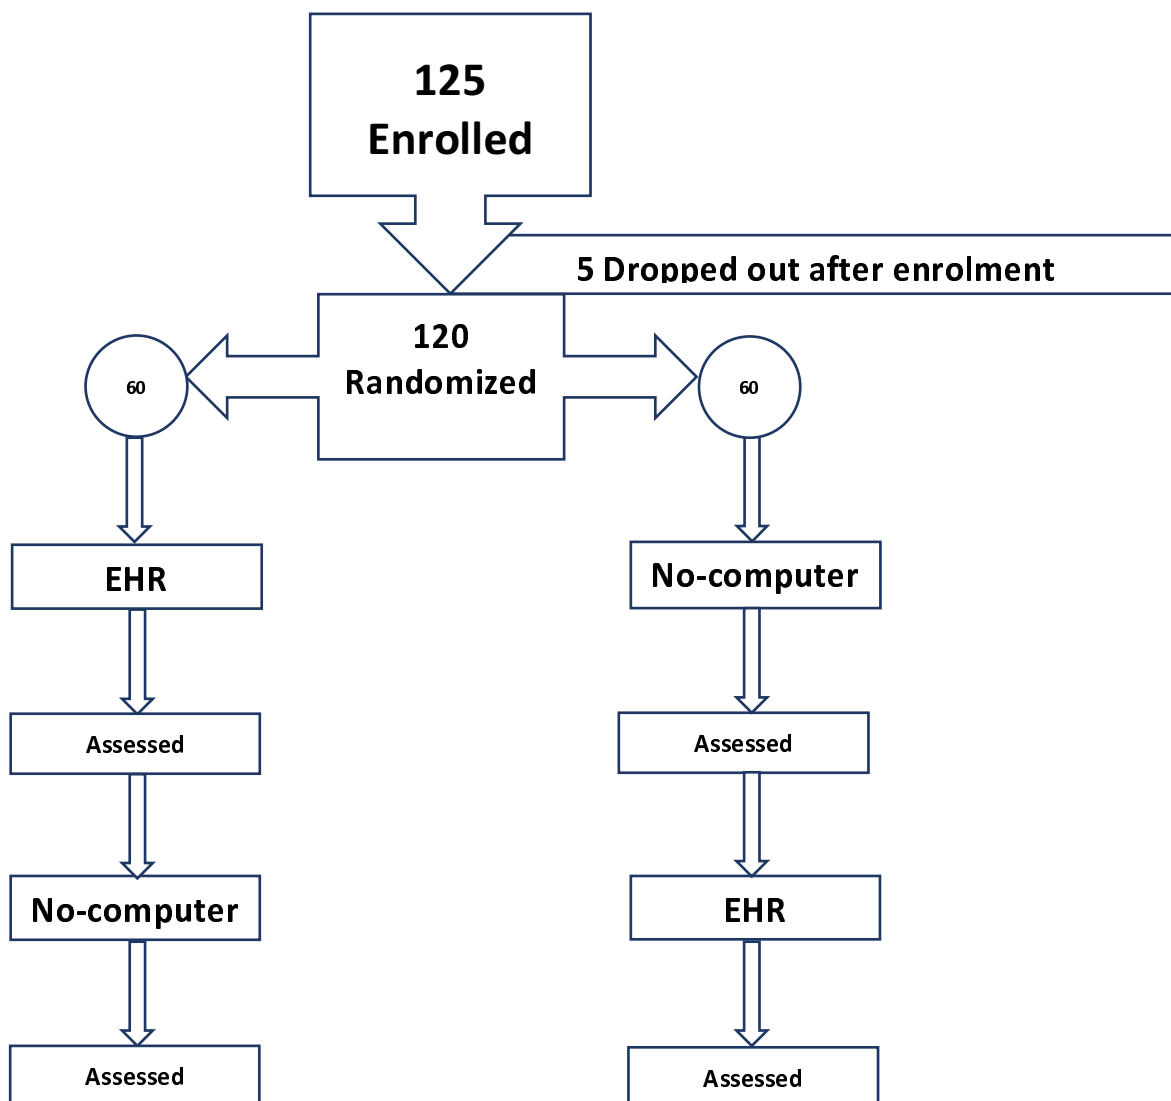 125
Enrolled
5 Dropped out after enrolment
120
Randomized
60
60
EHR
No-computer
Assessed
Assessed
No-computer
EHR
Assessed
Assessed